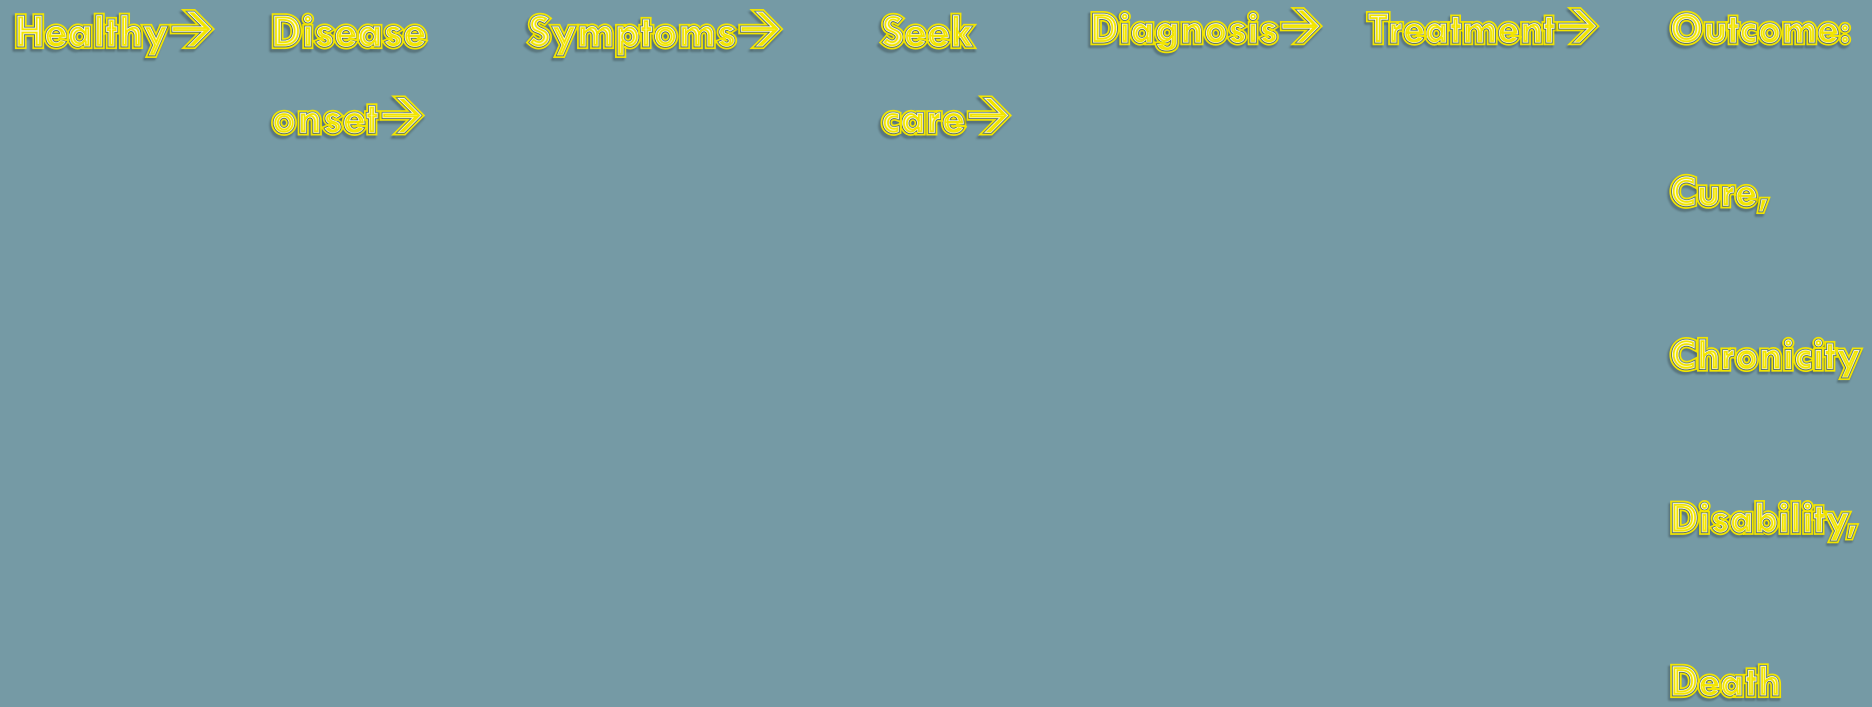 Healthy→
Disease
onset→
Symptoms→
Seek
care→
Diagnosis→
Treatment→
Outcome:
Cure,
Chronicity
Disability,
Death